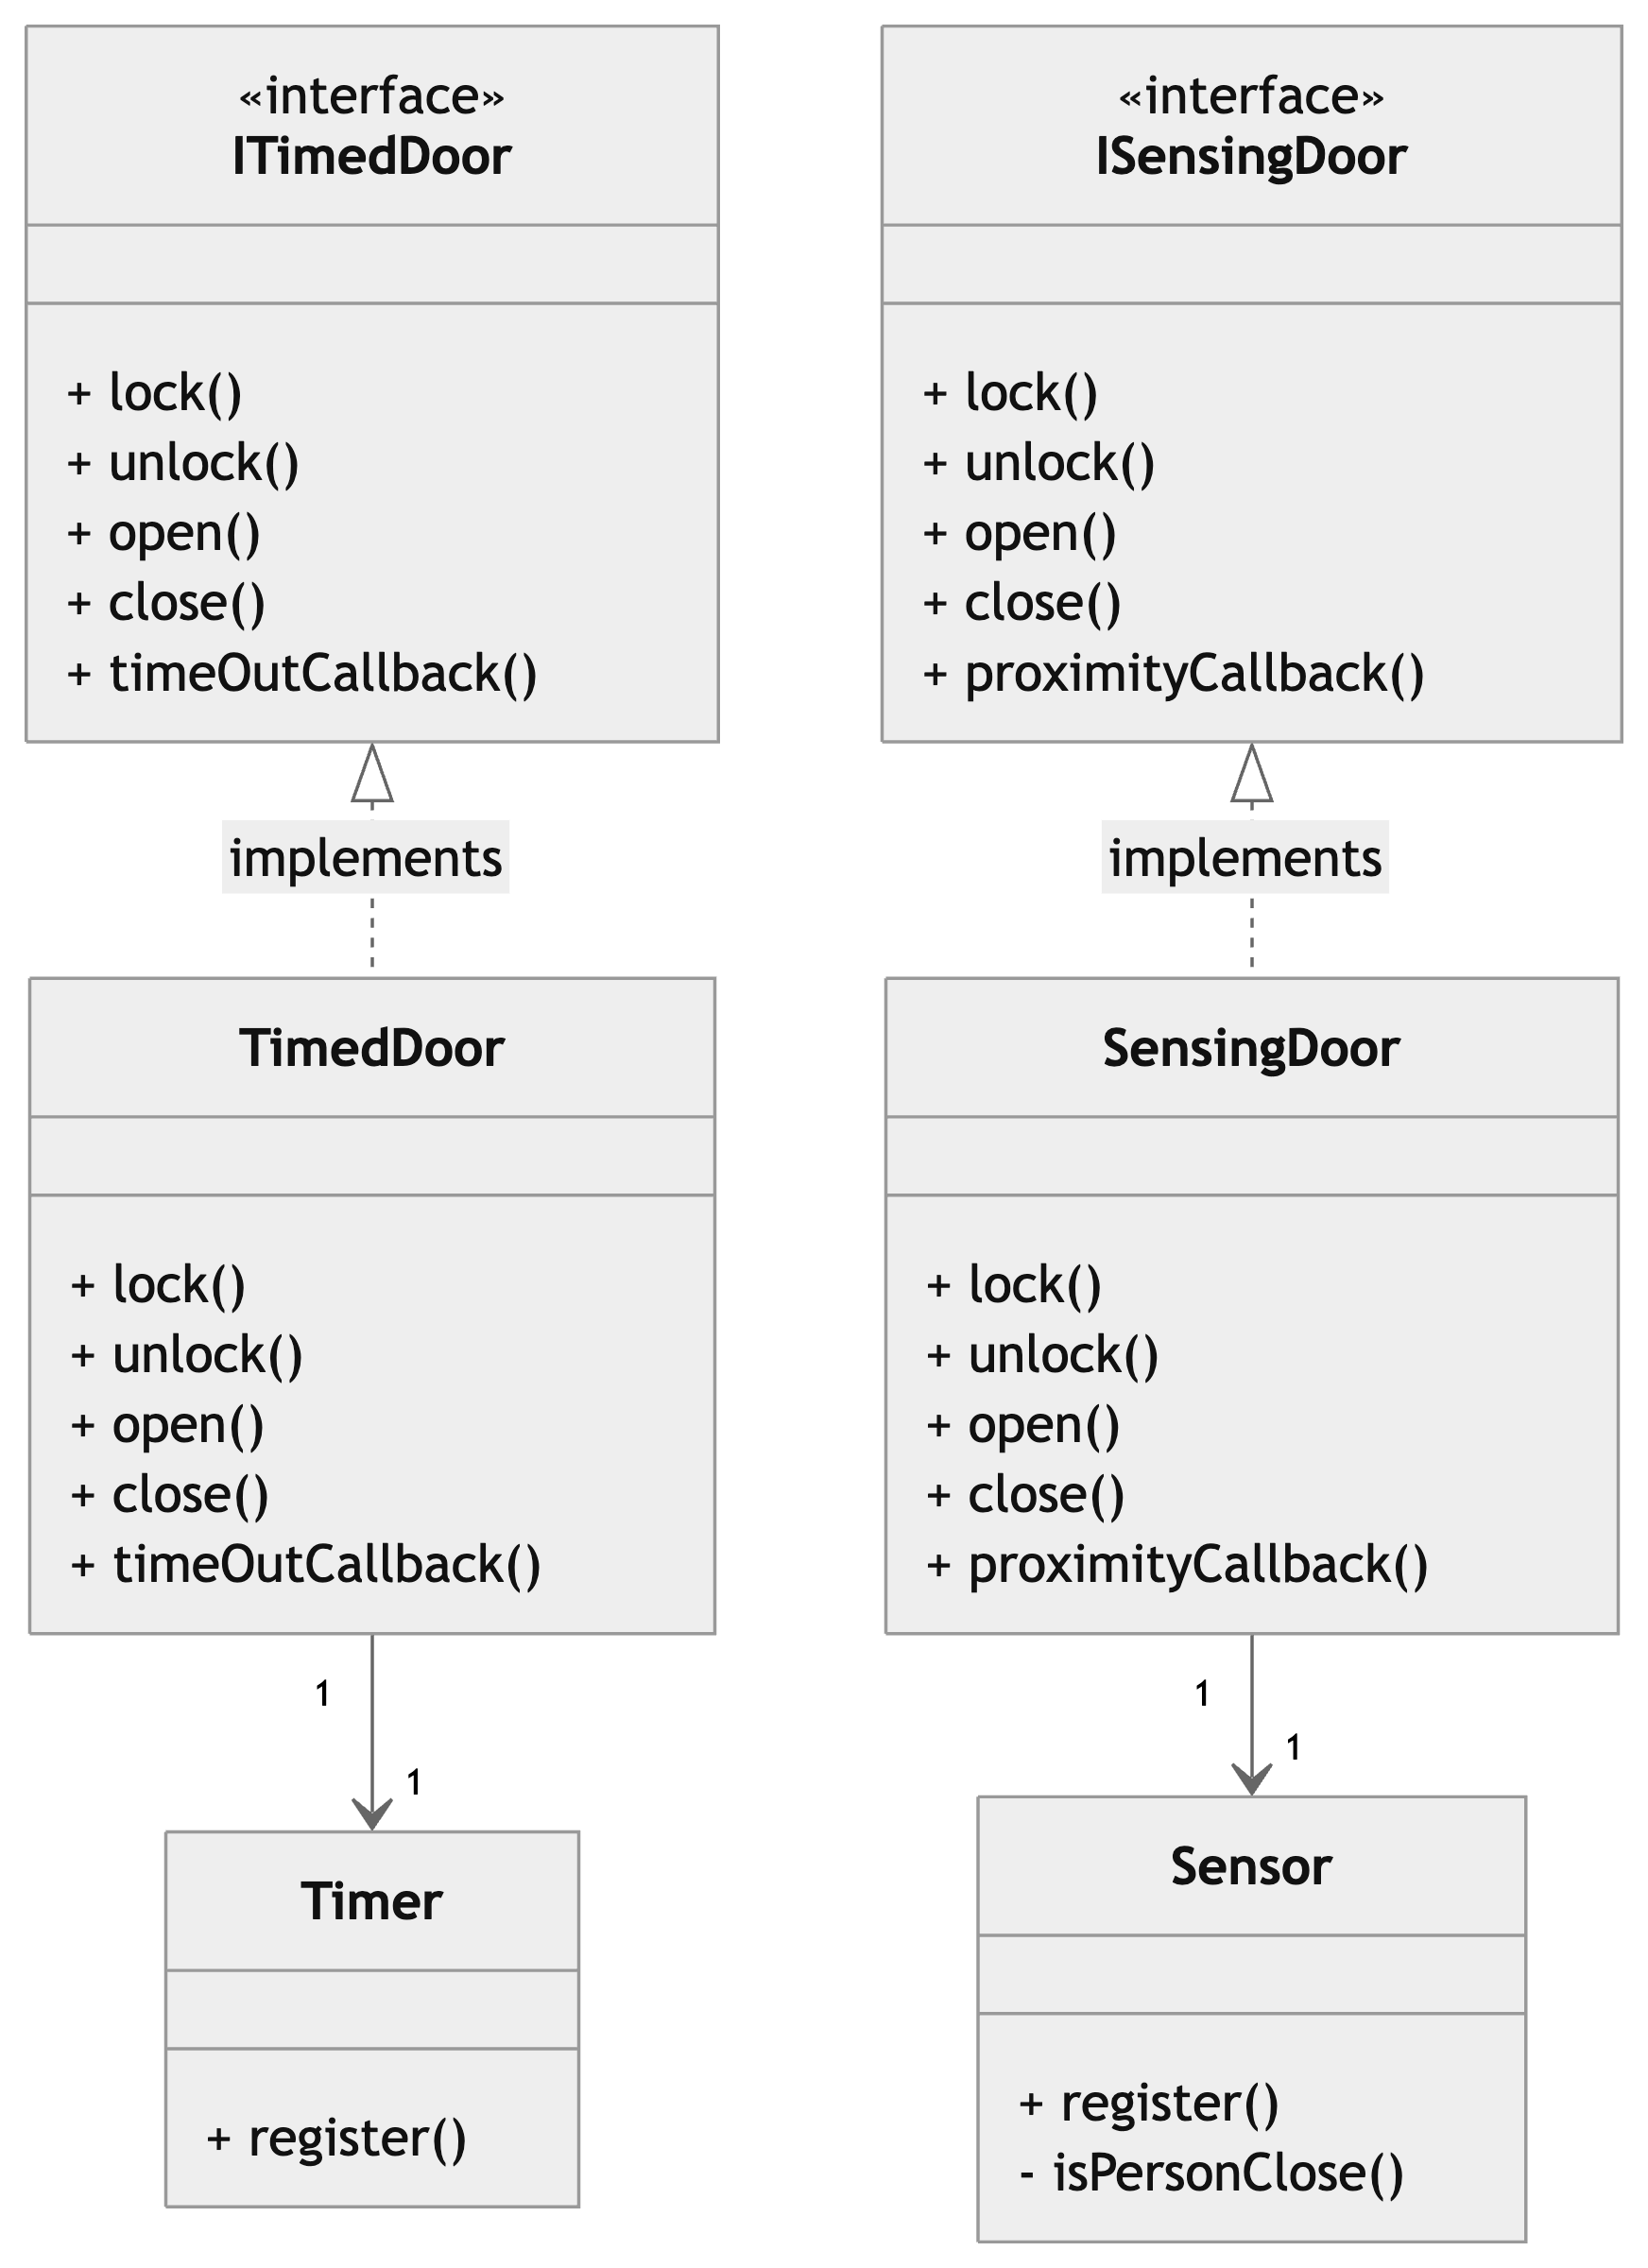 «interface»
ITimedDoor
+ lock()
+ unlock()
+ open()
+ close()
+ timeOutCallback()
implements
TimedDoor
+ lock()
+ unlock()
+ open()
+ close()
+ timeOutCallback()
1
1
Timer
+ register()
«interface»
ISensingDoor
+ lock()
+ unlock()
+ open()
+ close()
+ proximityCallback()
implements
SensingDoor
+ lock()
+ unlock()
+ open()
+ close()
+ proximityCallback()
1
1
Sensor
+ register()
- isPersonClose()